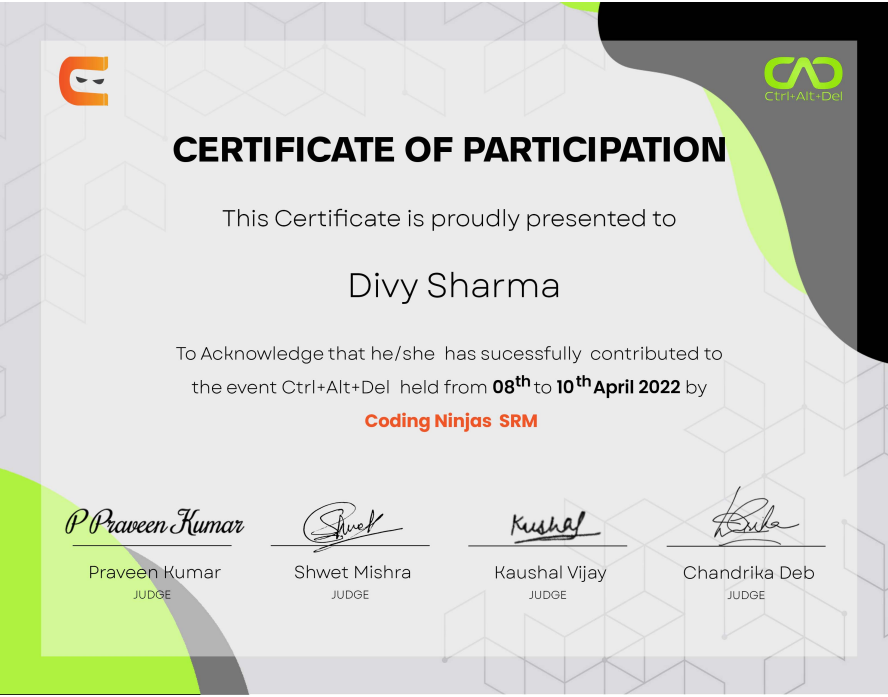 Ctrl+Alt+Del
CERTIFICATE OF PARTICIPATION
This Certificate is proudly presented to
Divy Sharma
To Acknowledge that he/she has sucessfully contributed to
the event Ctrl+Alt+Del held from 08th to 10th April 2022 by
Coding Ninjas SRM
P Praveen Kumar Shwet Kushal
Praveen Kumar Shwet Mishra Kaushal Vijay Chandrika Deb
JUDGE JUDGE JUDGE JUDGE